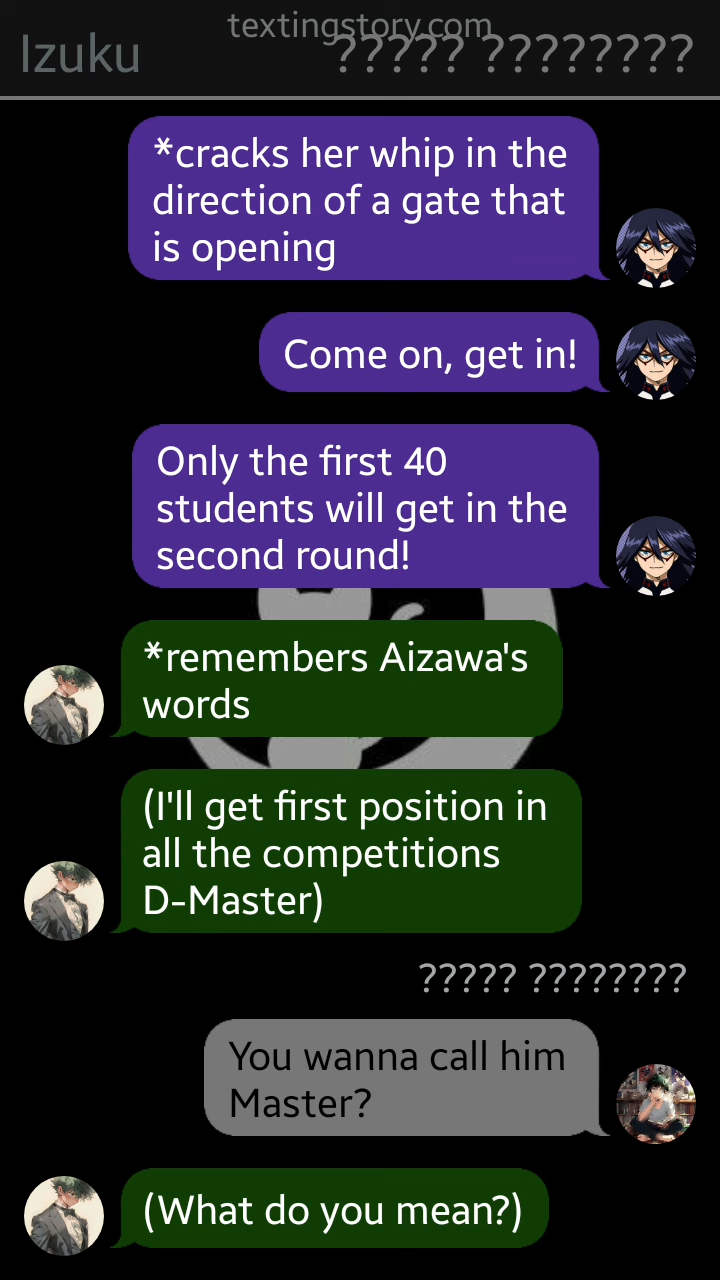 textingstory.com
Izuku
????? ????????
*cracks her whip in the
direction of a gate that
is opening
Come on, get in!
Only the first 40
students will get in the
second round!
*remembers Aizawa's
words
(I'll get first position in
all the competitions
D-Master)
????? ????????
You wanna call him
Master?
(What do you mean?)